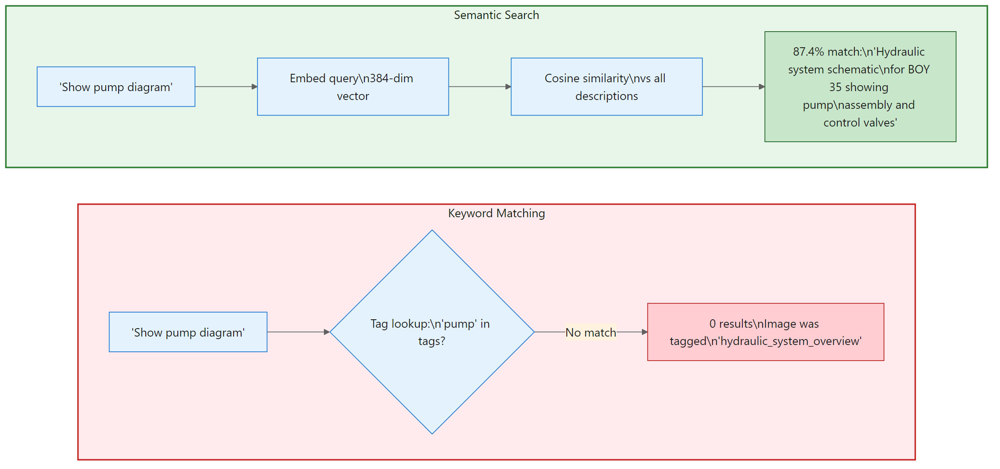 Semantic Search
'Show pump diagram'
Embed query\n384-dim
vector
Cosine similarity\nvs all
descriptions
87.4% match:\n'Hydraulic
system schematic\nfor BOY
35 showing
pump\nassembly and
control valves'
Keyword Matching
'Show pump diagram'
Tag lookup:\n'pump' in
tags?
No match
0 results\nImage was
tagged\n'hydraulic_system_overview'